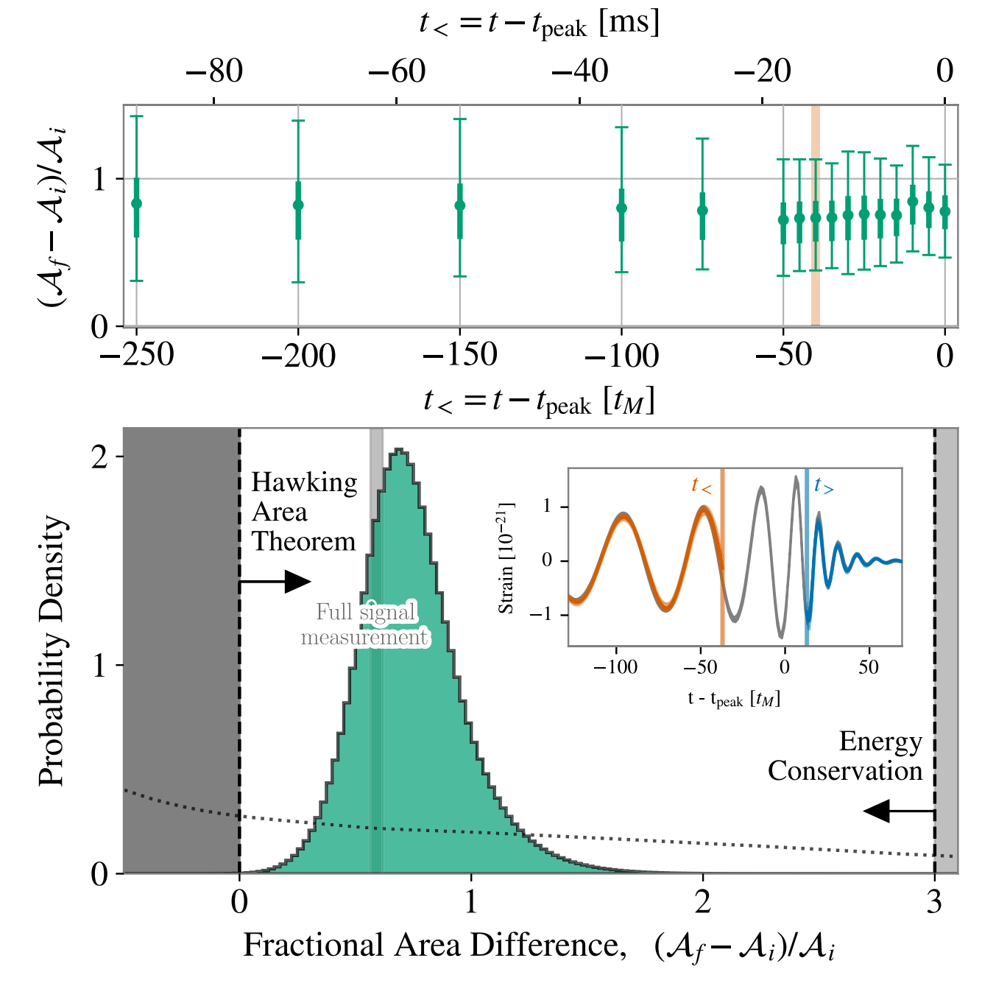 t< = t − tpeak [ms]
−80 −60 −40 −20 0
(𝒜f − 𝒜i)/𝒜i
1
0
−250 −200 −150 −100 −50 0
t< = t − tpeak [tM]
Probability Density
2
1
0
Hawking
Area
Theorem
Full signal
measurement
Strain [10−21]
1
0
−1
t<
t>
−100 −50 0 50
t - tpeak [tM]
Energy
Conservation
0 1 2 3
Fractional Area Difference, (𝒜f − 𝒜i)/𝒜i